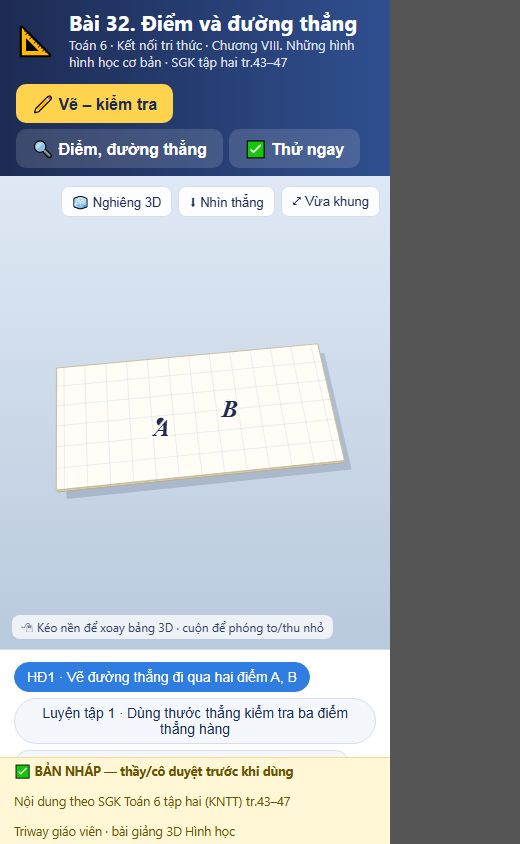 Bài 32. Điểm và đường thẳng
Toán 6 · Kết nối tri thức · Chương VIII. Những hình
hình học cơ bản · SGK tập hai tr.43–47
Vẽ – kiểm tra
Điểm, đường thẳng
Thử ngay
Nghiêng 3D
Nhìn thẳng
Vừa khung
A
B
Kéo nền để xoay bảng 3D · cuộn để phóng to/thu nhỏ
HĐ1 · Vẽ đường thẳng đi qua hai điểm A, B
Luyện tập 1 · Dùng thước thẳng kiểm tra ba điểm
thẳng hàng
BẢN NHÁP — thầy/cô duyệt trước khi dùng
Nội dung theo SGK Toán 6 tập hai (KNTT) tr.43–47
Triway giáo viên · bài giảng 3D Hình học